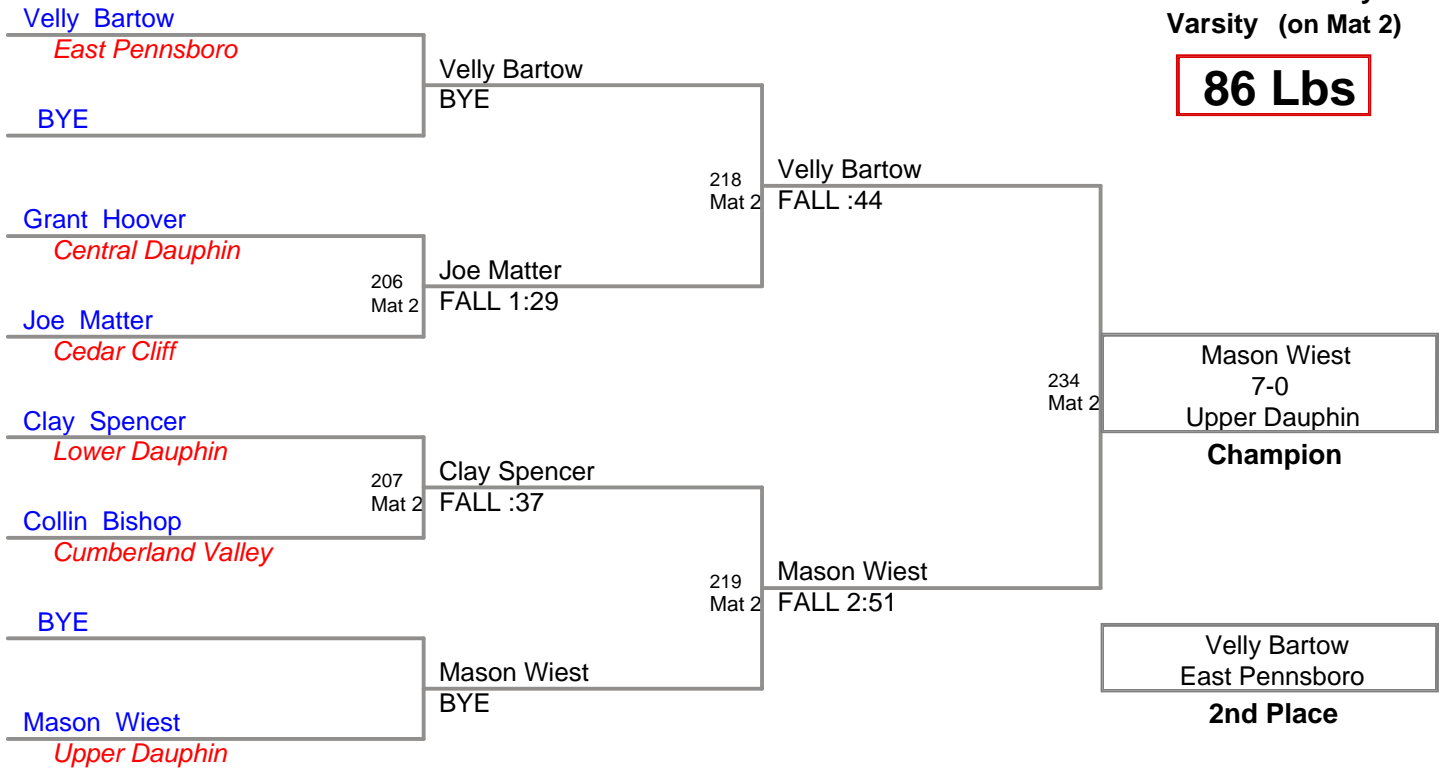 Velly Bartow
East Pennsboro
BYE
Grant Hoover
Central Dauphin
Joe Matter
Cedar Cliff
Clay Spencer
Lower Dauphin
Collin Bishop
Cumberland Valley
BYE
Mason Wiest
Upper Dauphin
Velly Bartow
BYE
206
Mat 2
Joe Matter
FALL 1:29
207
Mat 2
Clay Spencer
FALL :37
Mason Wiest
BYE
218
Mat 2
Velly Bartow
FALL :44
219
Mat 2
Mason Wiest
FALL 2:51
Varsity (on Mat 2)
86 Lbs
234
Mat 2
Mason Wiest
7-0
Upper Dauphin
Champion
Velly Bartow
East Pennsboro
2nd Place